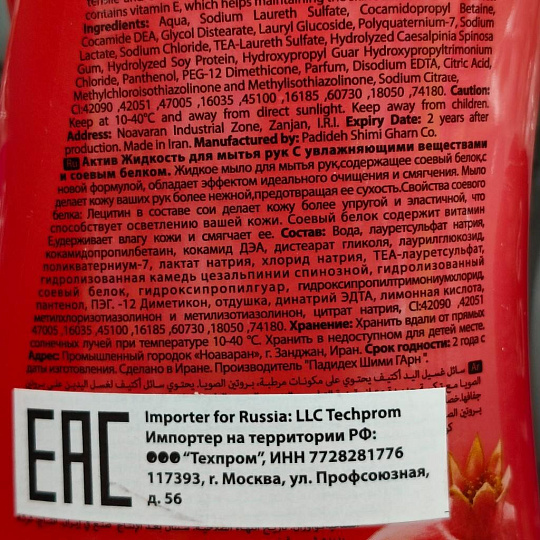 contains vitamin E, which helps maintaining the
Ingredients: Aqua, Sodium Laureth Sulfate, Cocamidopropyl Betaine,
Cocamide DEA, Glycol Distearate, Lauryl Glucoside, Polyquaternium-7, Sodium
Lactate, Sodium Chloride, TEA-Laureth Sulfate, Hydrolyzed Caesalpinia Spinosa
Gum, Hydrolyzed Soy Protein, Hydroxypropyl Guar Hydroxypropyltrimonium
Chloride, Panthenol, PEG-12 Dimethicone, Parfum, Disodium EDTA, Citric Acid,
Methylchloroisothiazolinone and Methylisothiazolinone, Sodium Citrate,
CI:42090 ,42051 ,47005 ,16035 ,45100 ,16185 ,60730 ,18050 ,74180. Caution:
Keep at 10-40°C and away from direct sunlight. Keep away from children.
Address: Noavaran Industrial Zone, Zanjan, I.R.I. Expiry Date: 2 years after
production. Made in Iran. Manufactured by: Padideh Shimi Gharn Co.
Ru Актив Жидкость для мытья рук С увлажняющими веществами
и соевым белком. Жидкое мыло для мытья рук,содержащее соевый белок,с
новой формулой, обладает эффектом идеального очищения и смягчения. Мыло
делает кожу ваших рук более нежной,предотвращая ее сухость.Свойства соевого
белка: Лецитин в составе сои делает кожу более упругой и эластичной, что
способствует осветлению вашей кожи. Соевый белок содержит витамин
Е,удерживает влагу кожи и смягчает ее. Состав: Вода, лауретсульфат натрия,
кокамидопропилбетаин, кокамид ДЭА, дистеарат гликоля, лаурилглюкозид,
поликватерниум-7, лактат натрия, хлорид натрия, ТЕА-лауретсульфат,
гидролизованная камедь цезальпинии спинозной, гидролизованный
соевый белок, гидроксипропилгуар, гидроксипропилтримониумхлорид,
пантенол, ПЭГ. -12 Диметикон, отдушка, динатрий ЭДТА, лимонная кислота,
метилхлоризотиазолинон и метилизотиазолинон, цитрат натрия, CI:42090 ,42051
47005 ,16035 ,45100 ,16185 ,60730 ,18050 ,74180. Хранение: Хранить вдали от прямых
солнечных лучей при температуре 10-40 °C. Хранить в недоступном для детей месте.
Адрес: Промышленный городок «Ноаваран», г. Занджан, Иран. Срок годности: 2 года с
даты изготовления. Сделано в Иране. Производитель "Падидех Шими ГАрн ".
Ar
EAC
Importer for Russia: LLC Techprom
Импортер на территории РФ:
ООО “Техпром”, ИНН 7728281776
117393, г. Москва, ул. Профсоюзная,
д. 56